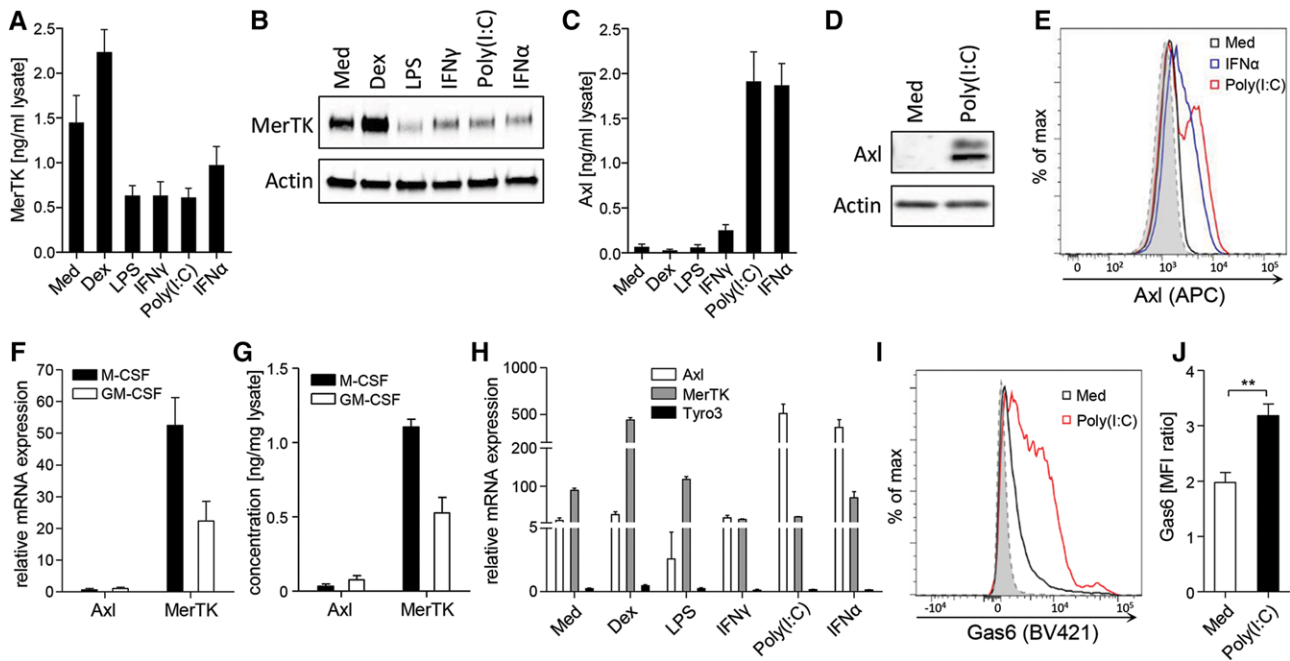 A
MerTK [ng/ml lysate]
2.5
2.0
1.5
1.0
0.5
0.0
Med
Dex
LPS
IFNγ
Poly(I:C)
IFNα
B
Med
Dex
LPS
IFNγ
Poly(I:C)
IFNα
MerTK
Actin
C
Axl [ng/ml lysate]
2.5
2.0
1.5
1.0
0.5
0.0
Med
Dex
LPS
IFNγ
Poly(I:C)
IFNα
D
Med
Poly(I:C)
Axl
Actin
E
% of max
Med
IFNα
Poly(I:C)
0 10² 10³ 10⁴ 10⁵
Axl (APC)
F
relative mRNA expression
70
60
50
40
30
20
10
0
M-CSF
GM-CSF
Axl MerTK
G
concentration [ng/mg lysate]
1.5
1.0
0.5
0
M-CSF
GM-CSF
Axl MerTK
H
relative mRNA expression
1000
500
200
100
5
0
Axl
MerTK
Tyro3
Med
Dex
LPS
IFNγ
Poly(I:C)
IFNα
I
% of max
Med
Poly(I:C)
-10⁴ 0 10⁴ 10⁵
Gas6 (BV421)
J
Gas6 [MFI ratio]
4
3
2
1
0
**
Med
Poly(I:C)